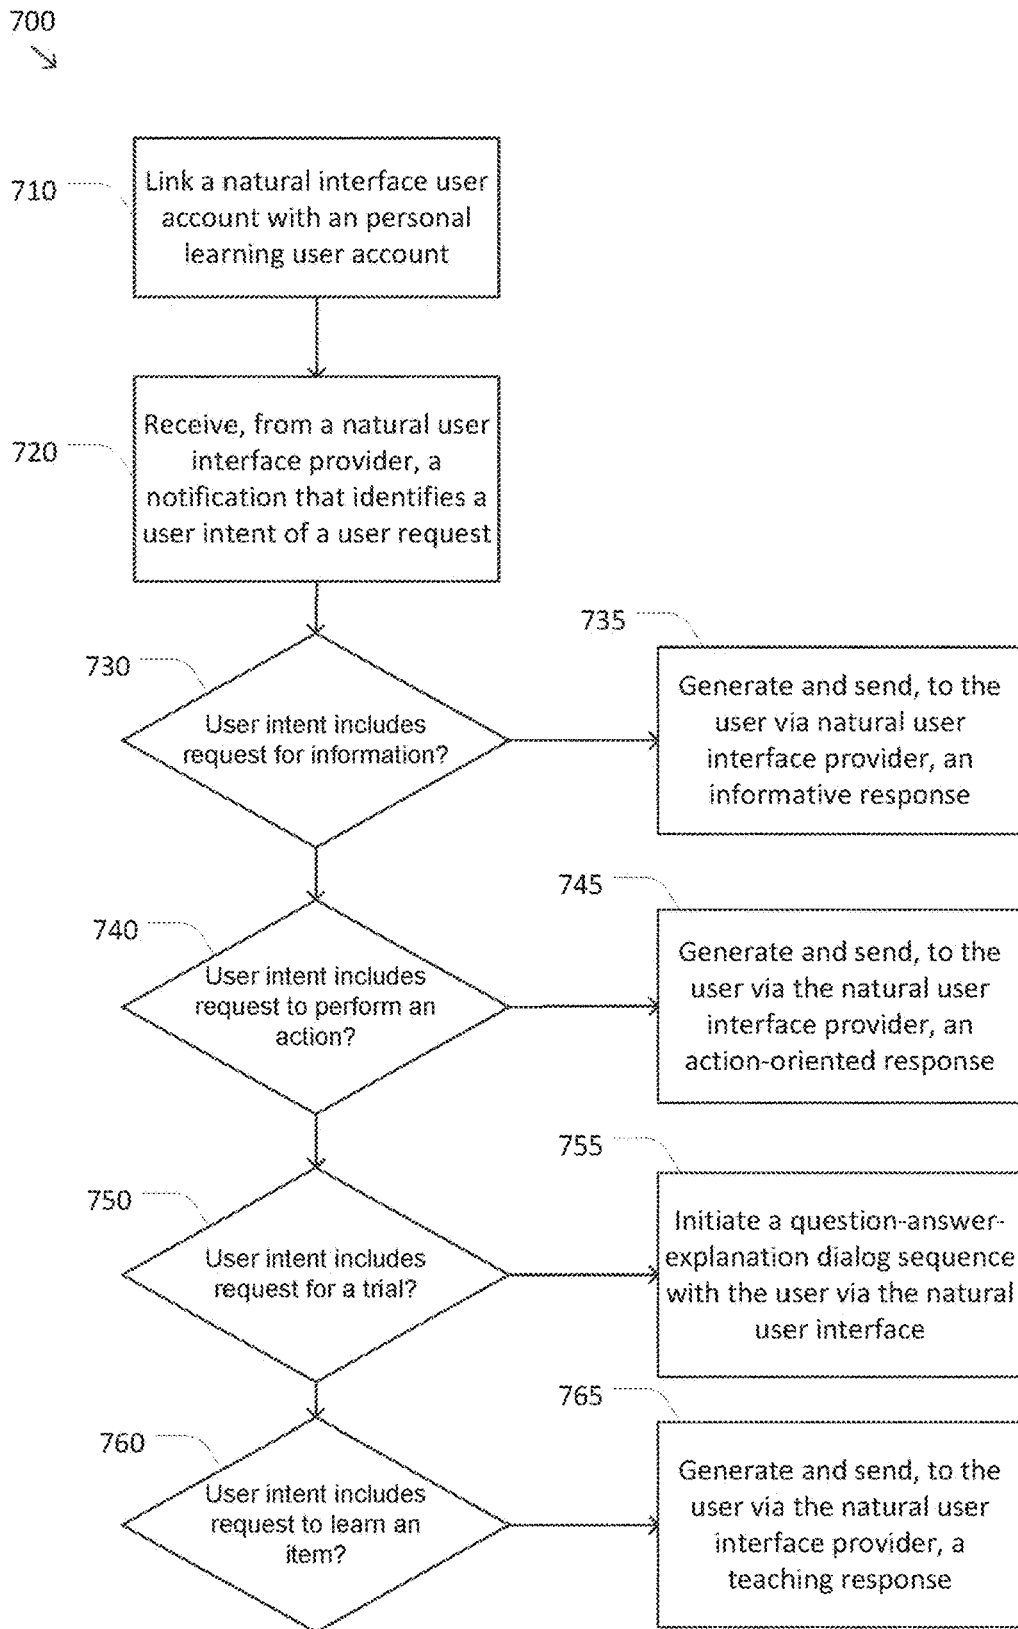 700
710
Link a natural interface user
account with an personal
learning user account
720
Receive, from a natural user
interface provider, a
notification that identifies a
user intent of a user request
730
User intent includes
request for information?
735
Generate and send, to the
user via natural user
interface provider, an
informative response
740
User intent includes
request to perform an
action?
745
Generate and send, to the
user via the natural user
interface provider, an
action-oriented response
750
User intent includes
request for a trial?
755
Initiate a question-answer-
explanation dialog sequence
with the user via the natural
user interface
760
User intent includes
request to learn an
item?
765
Generate and send, to the
user via the natural user
interface provider, a
teaching response